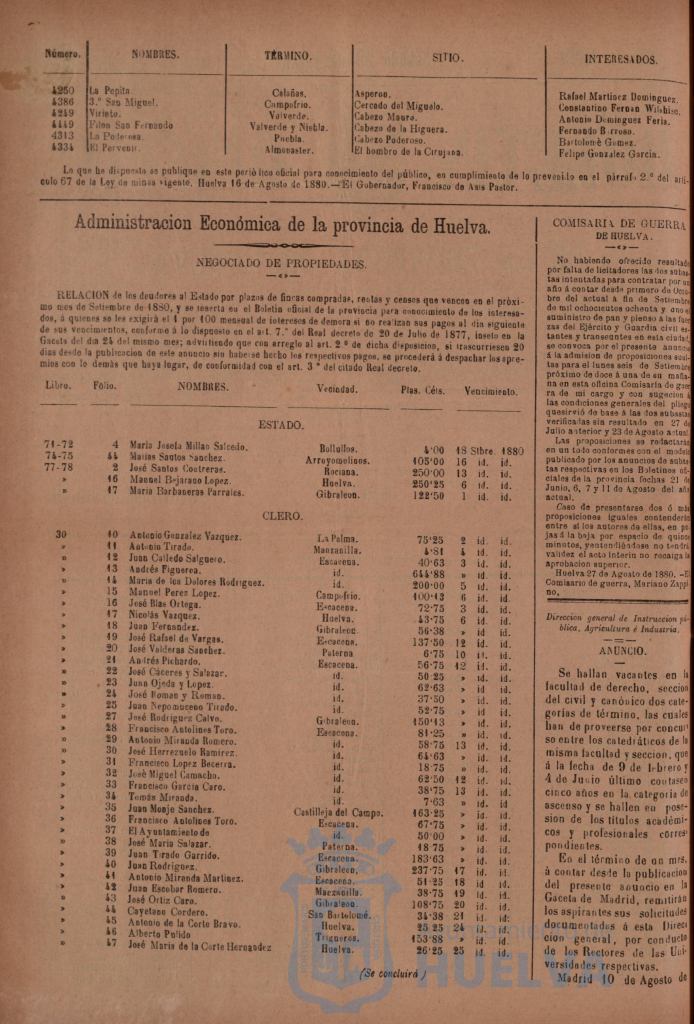 Número. NOMBRES. TÉRMINO. SITIO. INTERESADOS.
4250 La Pepita Calañas. Asperon. Rafael Martinez Dominguez.
4386 3.º San Miguel. Campofrio. Cercado del Miguelo. Constantino Fernan
4249 Viriato. Valverde. Cabezo Mauro. Antonio Dominguez Feria.
4449 Filon San Fernando Valverde y Niebla. Cabezo de la Higuera. Fernando Barroso.
4313 La Poderosa. Puebla. Cabezo Poderoso. Bartolomé Gomez.
4334 El Porvenir. Almonaster. El hombre de la Cirujana. Felipe Gonzalez Garcia.
Lo que he dispuesto se publique en este periódico oficial para conocimiento del público, en cumplimiento de lo prevenido en el párrafo 2.º del artí-
culo 67 de la Ley de minas vigente. Huelva 16 de Agosto de 1880.—El Gobernador, Francisco de Asis Pastor.
Administracion Económica de la provincia de Huelva.
NEGOCIADO DE PROPIEDADES.
RELACION de los deudores al Estado por plazos de fincas compradas, rentas y censos que vencen en el próxi-
mo mes de Setiembre de 1880, y se inserta en el Boletin oficial de la provincia para conocimiento de los interesa-
dos, á quienes se les exigirá el 1 por 100 mensual de intereses de demora si no realizan sus pagos al dia siguiente
de sus vencimientos, conforme á lo dispuesto en el art. 7.º del Real decreto de 20 de Julio de 1877, inseto en la
Gaceta del dia 24 del mismo mes; advirtiendo que con arreglo al art. 2.º de dicha disposicion, si trascurriesen 20
dias desde la publicacion de este anuncio sin haberse hecho los respectivos pagos, se procederá á despachar los apre-
mios con lo demás que haya lugar, de conformidad con el art. 3.º del citado Real decreto.
Libro. Fólio. NOMBRES. Vecindad. Ptas. Cénts. Vencimiento.
ESTADO.
71-72 4 Maria Josefa Millan Salcedo. Bollullos. 4'00 18 Stbre. 1880
74-75 44 Matias Santos Sanchez. Arroyomolinos. 105'00 16 id. id.
77-78 2 José Santos Contreras. Rociana. 250'00 13 id. id.
» 16 Manuel Bejarano Lopez. Huelva. 250'25 6 id. id.
» 17 Maria Barbaneras Parrales. Gibraleon. 122'50 1 id. id.
CLERO.
30 10 Antonio Gonzalez Vazquez. La Palma. 75'25 2 id. id.
» 11 Antonio Tirado. Manzanilla. 4'81 4 id. id.
» 12 Juan Calledo Salguero. Escacena. 40'63 3 id. id.
» 13 Andrés Figueroa. id. 644'88 » id. id.
» 14 Maria de los Dolores Rodriguez. id. 200'00 5 id. id.
» 15 Manuel Perez Lopez. Campofrio. 100'13 6 id. id.
» 16 José Blas Ortega. Escacena. 72'75 3 id. id.
» 17 Nicolás Vazquez. Huelva. 43'75 6 id. id.
» 18 Juan Fernandez. Gibraleon. 56'38 » id. id.
» 19 José Rafael de Vargas. Escacena. 137'50 12 id. id.
» 20 José Valderas Sanchez. Paterna 6'75 10 id. id.
» 21 Andrés Pichardo. Escacena. 56'75 12 id. id.
» 22 José Cáceres y Salazar. id. 50'25 » id. id.
» 23 Juan Ojeda y Lopez. id. 62'63 » id. id.
» 24 José Roman y Roman. id. 37'50 » id. id.
» 25 Juan Nepomuceno Tirado. id. 52'75 » id. id.
» 27 José Rodriguez Calvo. Gibraleon. 150'13 » id. id.
» 28 Francisco Antolines Toro. Escacena. 81'25 » id. id.
» 29 Antonio Miranda Romero. id. 58'75 13 id. id.
» 30 José Herrezuelo Ramirez. id. 64'63 » id. id.
» 31 Francisco Lopez Becerra. id. 18'75 » id. id.
» 32 José Miguel Camacho. id. 62'50 12 id. id.
» 33 Francisco Garcia Caro. id. 38'75 13 id. id.
» 34 Tomás Miranda. id. 7'63 » id. id.
» 35 Juan Monje Sanchez. Castilleja del Campo. 163'25 » id. id.
» 36 Francisco Antolines Toro. Escacena. 67'75 » id. id.
» 37 El Ayuntamiento de id. 50'00 » id. id.
» 38 José Maria Salazar. Paterna. 18'75 » id. id.
» 39 Juan Tirado Garrido. Escacena. 183'63 » id. id.
» 40 Juan Rodriguez. Gibraleon. 237'75 17 id. id.
» 41 Antonio Miranda Martinez. Escacena. 51'25 18 id. id.
» 42 Juan Escobar Romero. Manzanilla. 38'75 19 id. id.
» 43 José Ortiz Caro. Gibraleon. 108'75 20 id. id.
» 44 Cayetano Cordero. San Bartolomé. 34'38 21 id. id.
» 45 Antonio de la Corte Bravo. Huelva. 25'25 24 id. id.
» 46 Alberto Pulido Trigueros. 153'88 » id. id.
» 47 José Maria de la Corte Hernandez Huelva. 26'25 25 id. id.
(Se concluirá)
COMISARIA DE GUERRA
DE HUELVA.
No habiendo ofrecido resultado
por falta de licitadores las dos subas-
tas intentadas para contratar por un
año á contar desde primero de Octu-
bre del actual á fin de Setiembre
de mil ochocientos ochenta y uno el
suministro de pan y pienso á las fuer-
zas del Ejército y Guardia civil es-
tantes y transeuntes en esta ciudad,
se convoca por el presente anuncio
á la admision de proposiciones suel-
tas para el lunes seis de Setiembre
próximo de doce á una de su maña-
na en esta oficina Comisaria de guer-
ra de mi cargo y con sugecion á
las condiciones generales del pliego
quesirvió de base á las dos subastas
verificadas sin resultado en 27 de
Julio anterior y 23 de Agosto actual.
Las proposiciones se redactarán
en un todo conformes con el modelo
publicado por los anuncios de subas-
tas respectivas en los Boletines ofi-
ciales de la provincia fechas 21 de
Junio, 6, 7 y 11 de Agosto del año
actual.
Caso de presentarse dos ó más
proposiciones iguales contenderán
entre si los autores de ellas, en pu-
jas á la baja por espacio de quince
minutos, yentendiéndose no tendrá
validez el acto interin no recaiga la
aprobacion superior.
Huelva 27 de Agosto de 1880.—El
Comisario de guerra, Mariano Zappi-
no,
Direccion general de Instruccion pú-
blica, Agricultura é Industria.
ANUNCIO.
Se hallan vacantes en la
facultad de derecho, seccion
del civil y canónico dos cate-
gorías de término, las cuales
han de proveerse por concur-
so entre los catedráticos de la
misma facultad y seccion, que
á la fecha de 9 de febrero y
4 de Junio último contasen
cinco años en la categoria de
ascenso y se hallen en pose-
sion de los titulos académi-
cos y profesionales corres-
pondientes.
En el término de un mes,
á contar desde la publicacion
del presente anuncio en la
Gaceta de Madrid, remitirán
los aspirantes sus solicitudes
documentadas á esta Direc-
cion general, por conducto
de los Rectores de las Uni-
versidades respectivas.
Madrid 10 de Agosto de
HUELVA